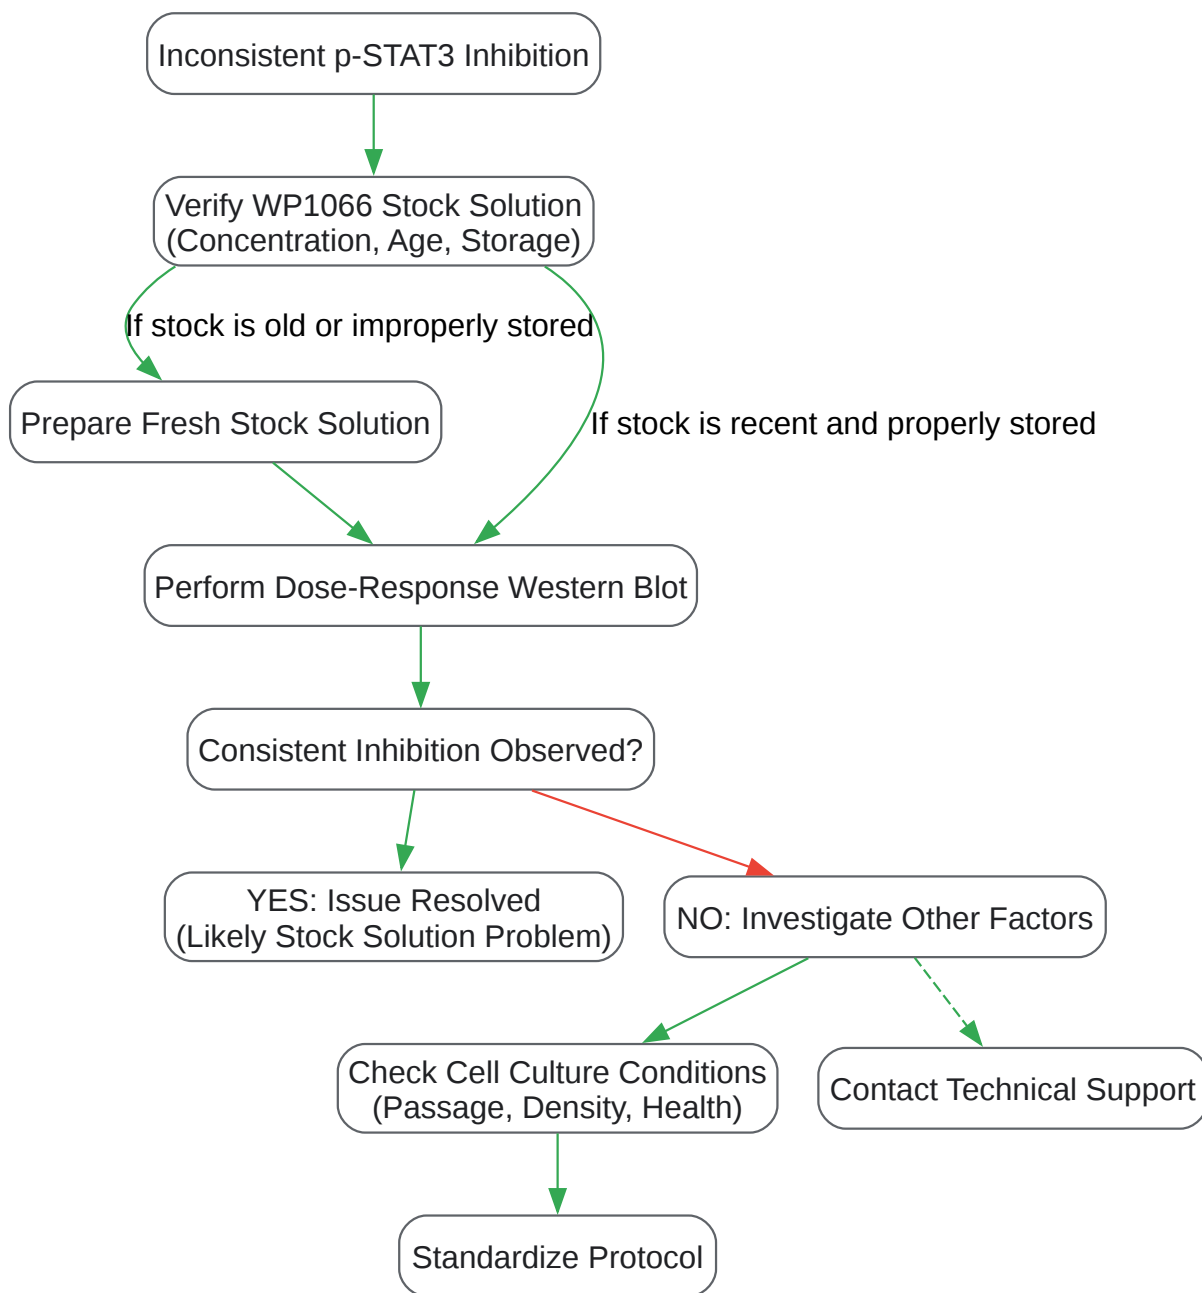 Inconsistent p-STAT3 Inhibition
Verify WP1066 Stock Solution
(Concentration, Age, Storage)
If stock is old or improperly stored
Prepare Fresh Stock Solution
If stock is recent and properly stored
Perform Dose-Response Western Blot
Consistent Inhibition Observed?
YES: Issue Resolved
(Likely Stock Solution Problem)
NO: Investigate Other Factors
Check Cell Culture Conditions
(Passage, Density, Health)
Contact Technical Support
Standardize Protocol